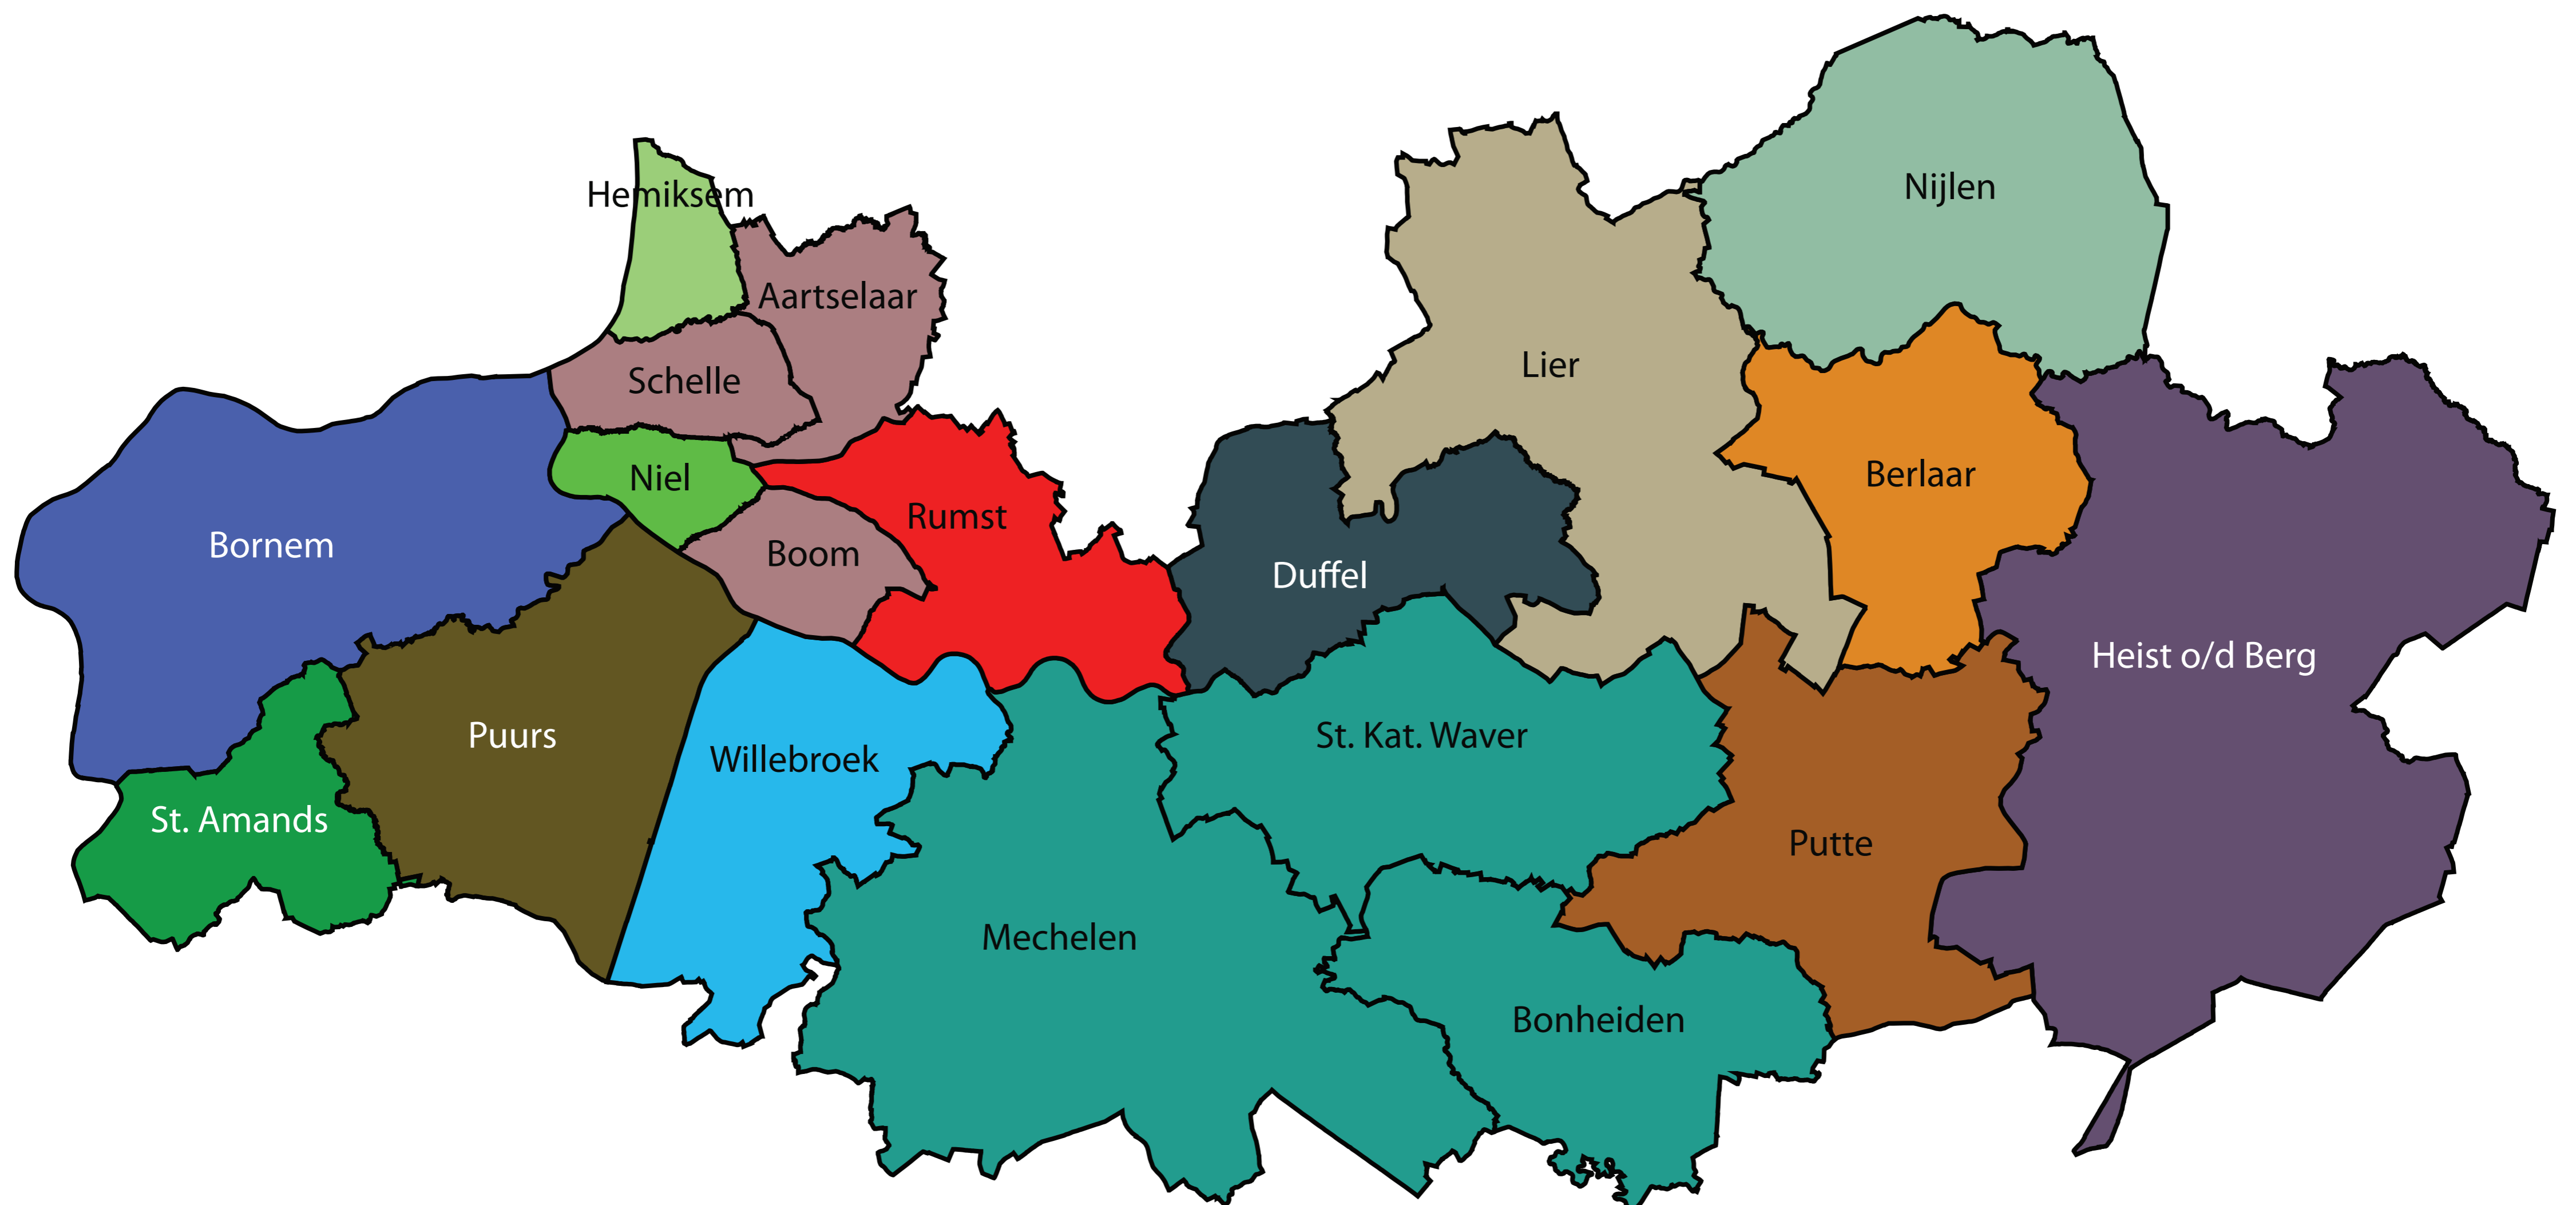 Nijlen
Hemiksem
Aartselaar
Lier
Schelle
Berlaar
Niel
Rumst
Bornem
Boom
Duffel
Heist o/d Berg
Puurs
St. Kat. Waver
Willebroek
St. Amands
Putte
Mechelen
Bonheiden